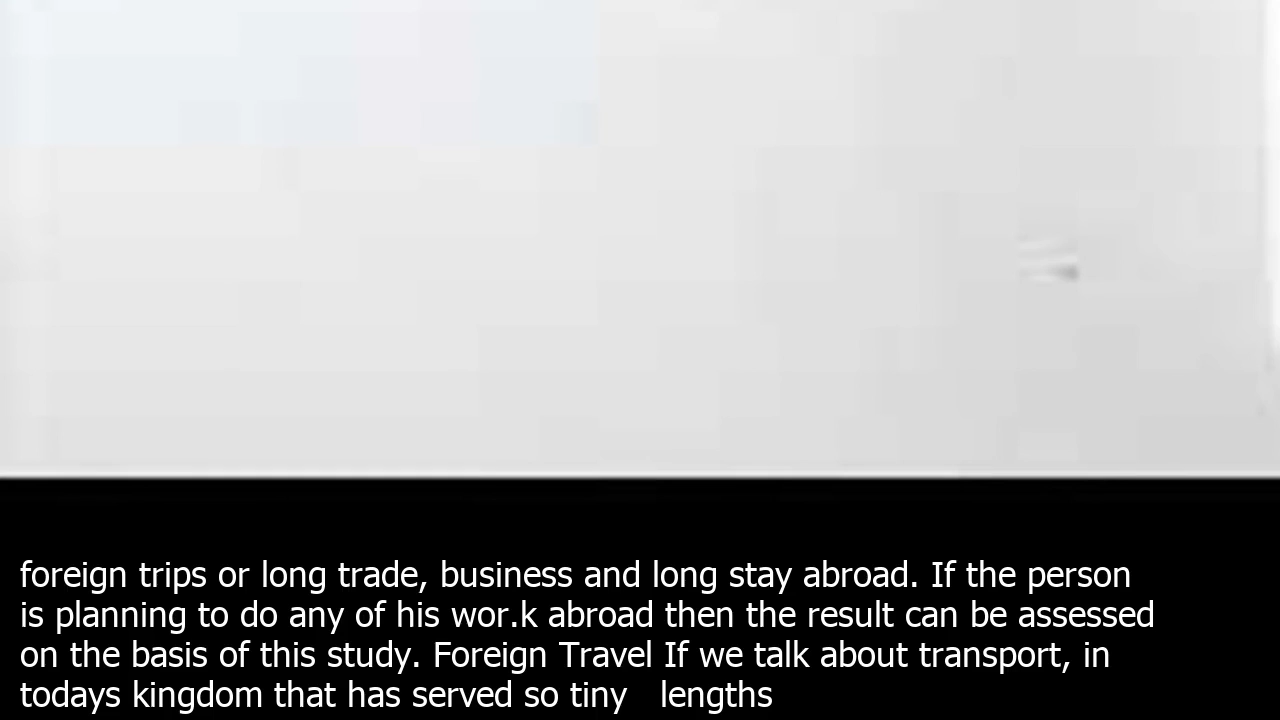 foreign trips or long trade, business and long stay abroad. If the person
is planning to do any of his wor.k abroad then the result can be assessed
on the basis of this study. Foreign Travel If we talk about transport, in
todays kingdom that has served so tiny   lengths